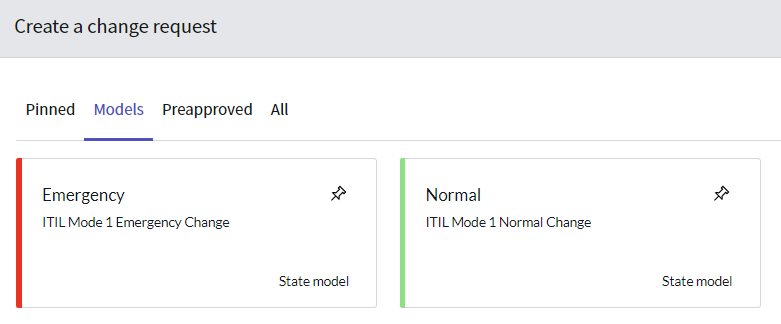 Create a change request
Pinned Models Preapproved All
Emergency
ITIL Mode 1 Emergency Change
State model
Normal
ITIL Mode 1 Normal Change
State model